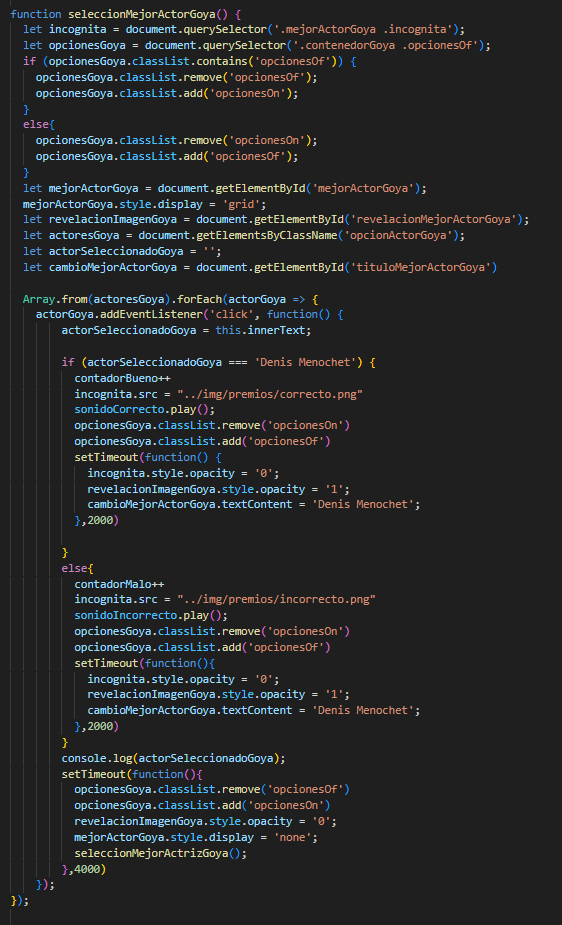 function seleccionMejorActorGoya() {
let incognita = document.querySelector('.mejorActorGoya .incognita');
let opcionesGoya = document.querySelector('.contenedorGoya .opcionesOf');
if (opcionesGoya.classList.contains('opcionesOf')) {
opcionesGoya.classList.remove('opcionesOf');
opcionesGoya.classList.add('opcionesOn');
}
else{
opcionesGoya.classList.remove('opcionesOn');
opcionesGoya.classList.add('opcionesOf');
}
let mejorActorGoya = document.getElementById('mejorActorGoya');
mejorActorGoya.style.display = 'grid';
let revelacionImagenGoya = document.getElementById('revelacionMejorActorGoya');
let actoresGoya = document.getElementsByClassName('opcionActorGoya');
let actorSeleccionadoGoya = '';
let cambioMejorActorGoya = document.getElementById('tituloMejorActorGoya')
Array.from(actoresGoya).forEach(actorGoya => {
actorGoya.addEventListener('click', function() {
actorSeleccionadoGoya = this.innerText;
if (actorSeleccionadoGoya === 'Denis Menochet') {
contadorBueno++
incognita.src = "../img/premios/correcto.png"
sonidoCorrecto.play();
opcionesGoya.classList.remove('opcionesOn')
opcionesGoya.classList.add('opcionesOf')
setTimeout(function() {
incognita.style.opacity = '0';
revelacionImagenGoya.style.opacity = '1';
cambioMejorActorGoya.textContent = 'Denis Menochet';
},2000)
}
else{
contadorMalo++
incognita.src = "../img/premios/incorrecto.png"
sonidoIncorrecto.play();
opcionesGoya.classList.remove('opcionesOn')
opcionesGoya.classList.add('opcionesOf')
setTimeout(function(){
incognita.style.opacity = '0';
revelacionImagenGoya.style.opacity = '1';
cambioMejorActorGoya.textContent = 'Denis Menochet';
},2000)
}
console.log(actorSeleccionadoGoya);
setTimeout(function(){
opcionesGoya.classList.remove('opcionesOf')
opcionesGoya.classList.add('opcionesOn')
revelacionImagenGoya.style.opacity = '0';
mejorActorGoya.style.display = 'none';
seleccionMejorActrizGoya();
},4000)
});
});